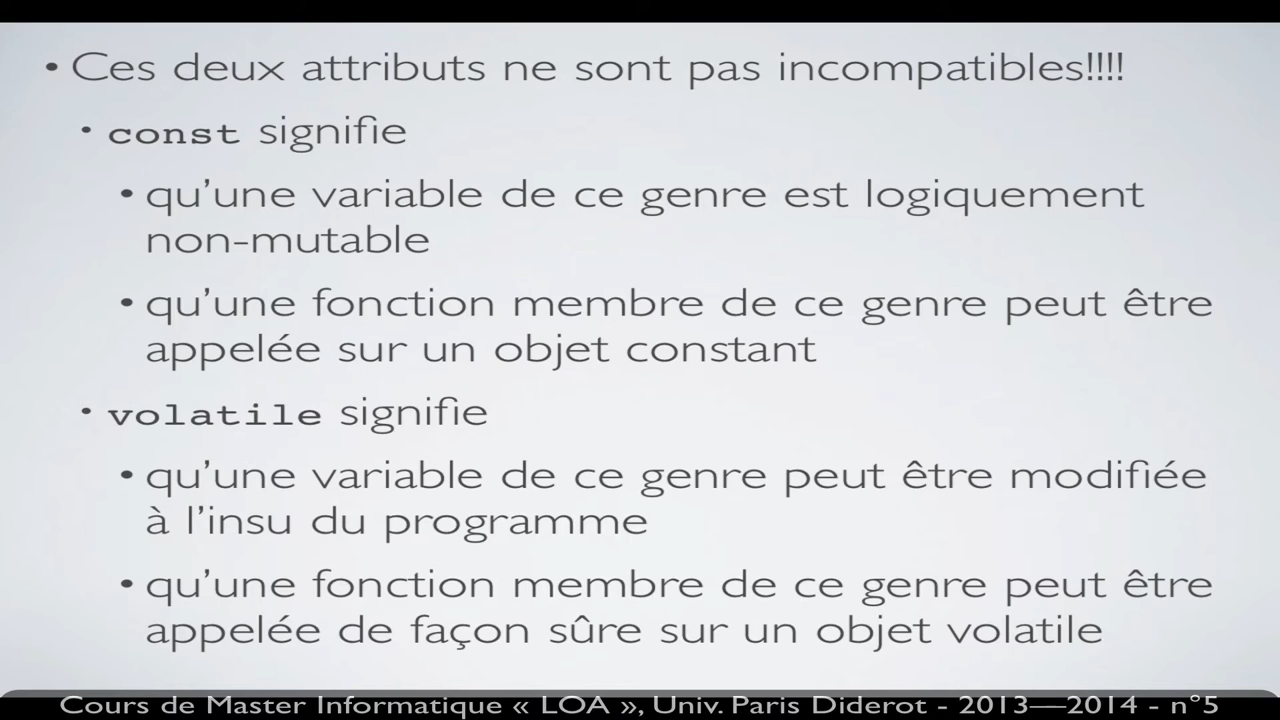 • Ces deux attributs ne sont pas incompatibles!!!!
• const signifie
• qu’une variable de ce genre est logiquement
non-mutable
• qu’une fonction membre de ce genre peut être
appelée sur un objet constant
• volatile signifie
• qu’une variable de ce genre peut être modifiée
à l’insu du programme
• qu’une fonction membre de ce genre peut être
appelée de façon sûre sur un objet volatile
Cours de Master Informatique « LOA », Univ. Paris Diderot - 2013—2014 - n°5